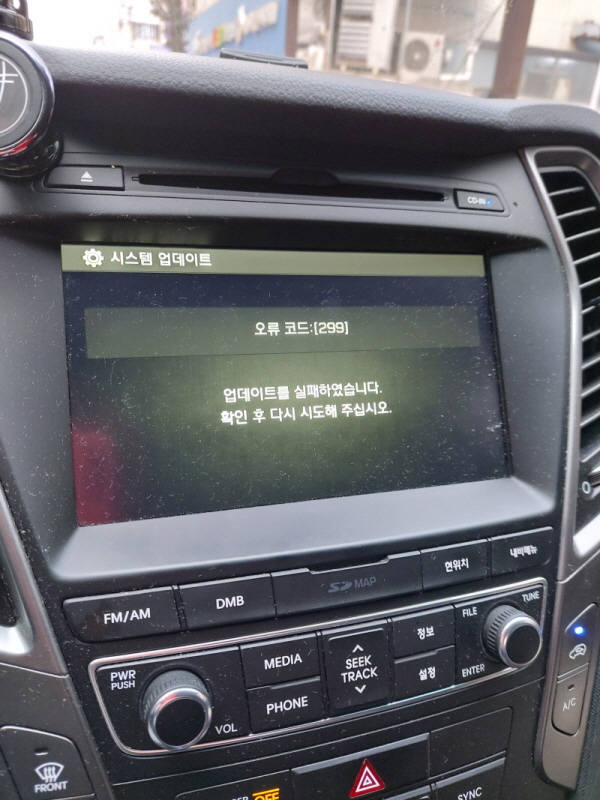 CD-IN
시스템 업데이트
오류 코드:[299]
업데이트를 실패하였습니다.
확인 후 다시 시도해 주십시오.
FM/AM
DMB
SD MAP
현위치
내비메뉴
PWR
PUSH
VOL
MEDIA
PHONE
SEEK
TRACK
정보
설정
FILE
TUNE
ENTER
A/C
FRONT
OFF
SYNC